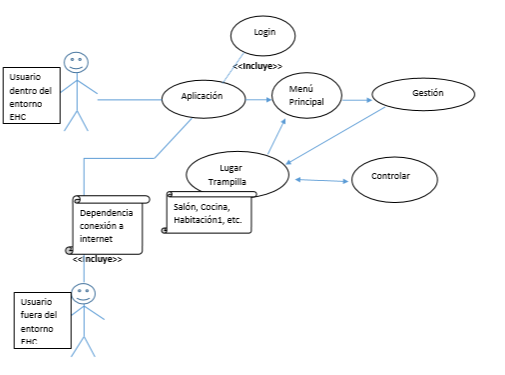 Login
<<Incluye>>
Usuario
dentro del
entorno
EHC
Aplicación
Menú
Principal
Gestión
Lugar
Trampilla
Controlar
Salón, Cocina,
Habitación1, etc.
Dependencia
conexión a
internet
<<Incluye>>
Usuario
fuera del
entorno
EHC